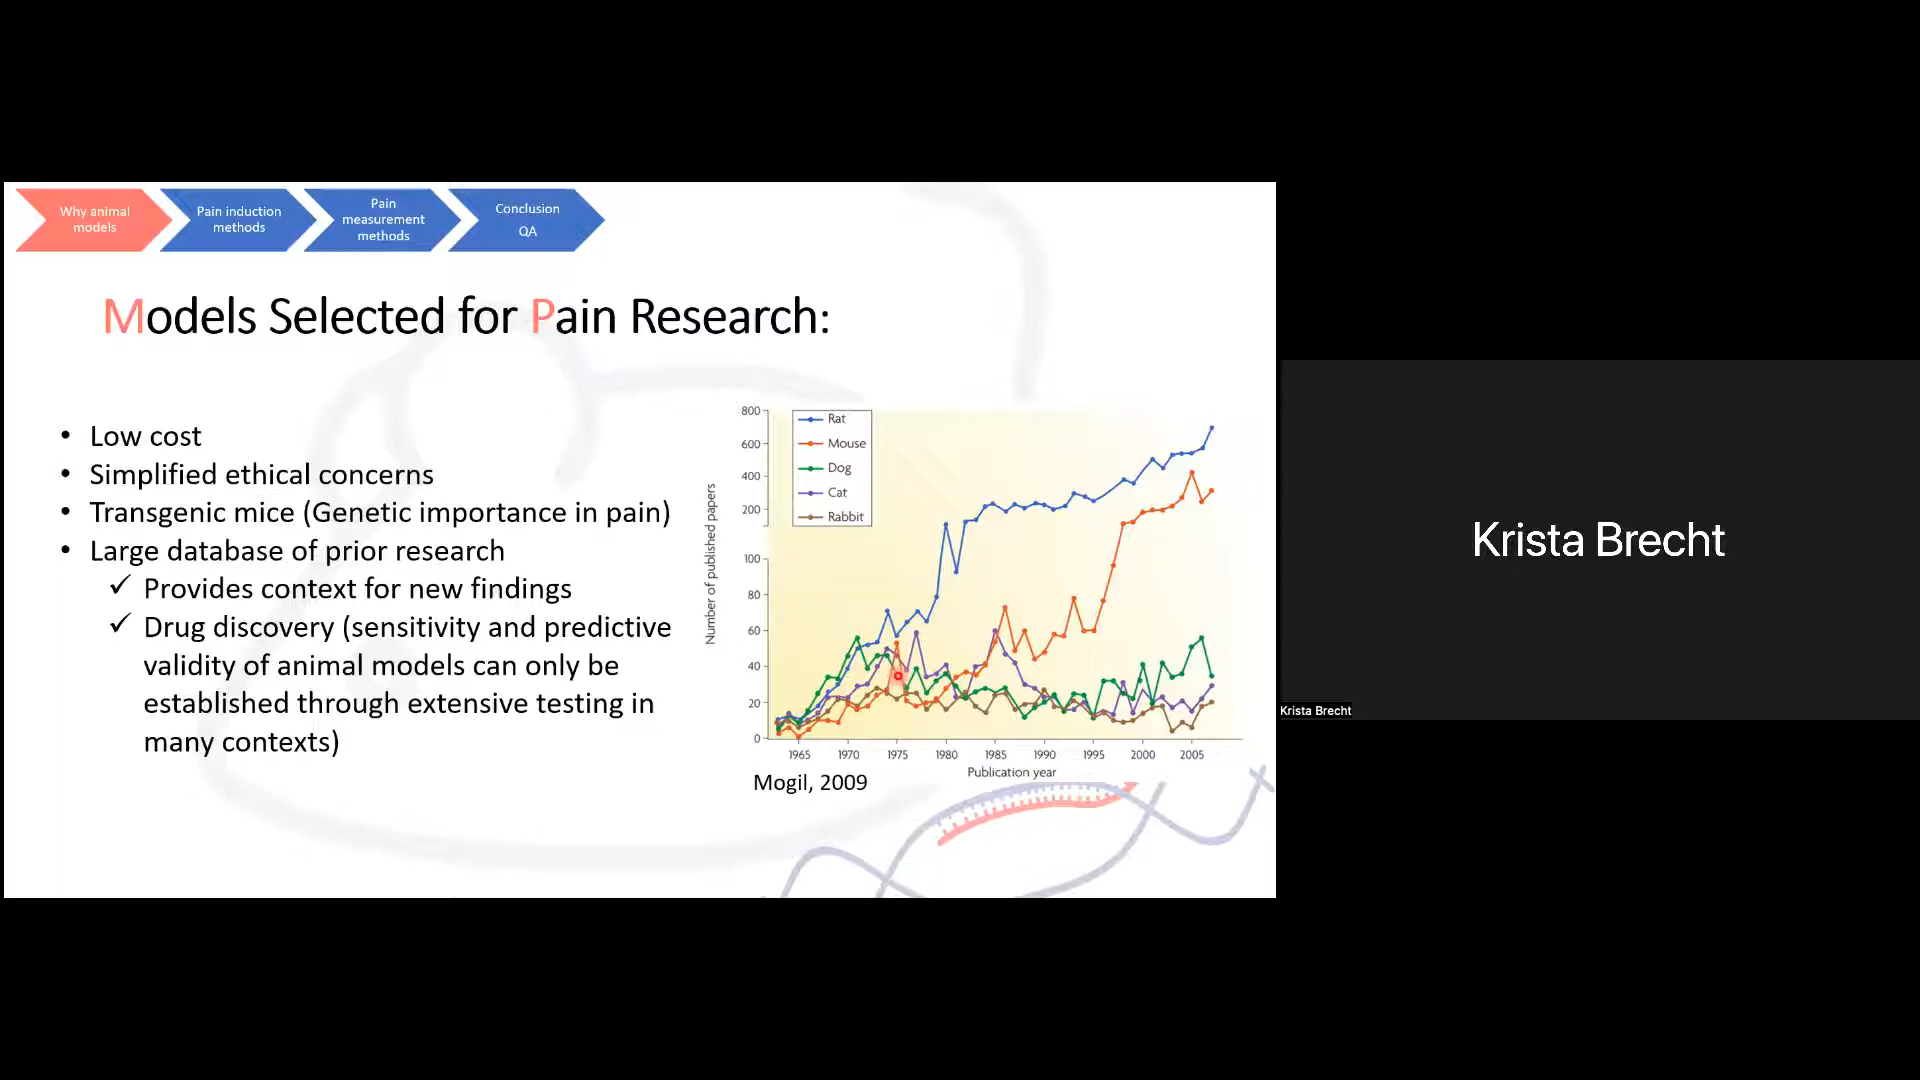 Why animal
models
Pain induction
methods
Pain
measurement
methods
Conclusion
QA
Models Selected for Pain Research:
• Low cost
• Simplified ethical concerns
• Transgenic mice (Genetic importance in pain)
• Large database of prior research
✓ Provides context for new findings
✓ Drug discovery (sensitivity and predictive
validity of animal models can only be
established through extensive testing in
many contexts)
Number of published papers
800
600
400
200
100
80
60
40
20
0
Rat
Mouse
Dog
Cat
Rabbit
1965 1970 1975 1980 1985 1990 1995 2000 2005
Publication year
Mogil, 2009
Krista Brecht
Krista Brecht